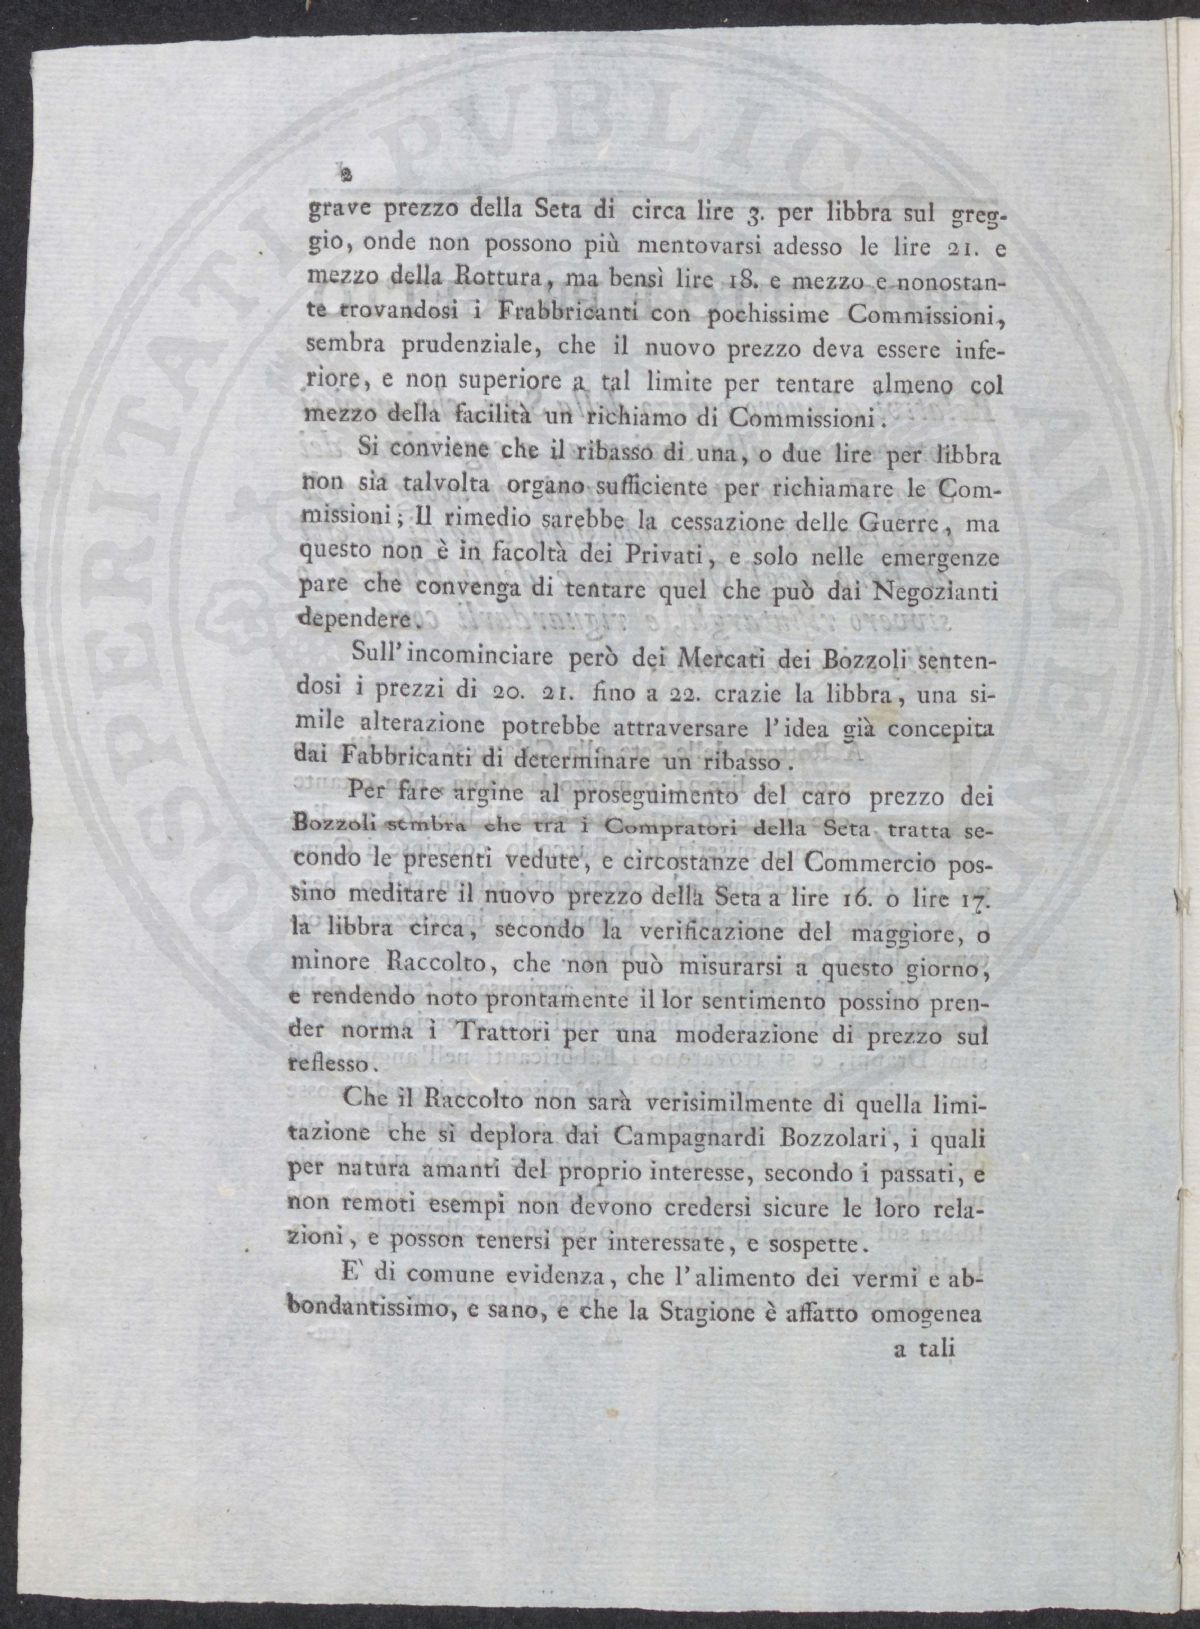 2
grave prezzo della Seta di circa lire 3. per libbra sul greg-
gio, onde non possono più mentovarsi adesso le lire 21. e
mezzo della Rottura, ma bensì lire 18. e mezzo e nonostan-
te trovandosi i Frabbricanti con pochissime Commissioni,
sembra prudenziale, che il nuovo prezzo deva essere infe-
riore, e non superiore a tal limite per tentare almeno col
mezzo della facilità un richiamo di Commissioni.
Si conviene che il ribasso di una, o due lire per libbra
non sia talvolta organo sufficiente per richiamare le Com-
missioni; Il rimedio sarebbe la cessazione delle Guerre, ma
questo non è in facoltà dei Privati, e solo nelle emergenze
pare che convenga di tentare quel che può dai Negozianti
dependere.
Sull'incominciare però dei Mercati dei Bozzoli senten-
dosi i prezzi di 20. 21. fino a 22. crazie la libbra, una si-
mile alterazione potrebbe attraversare l'idea già concepita
dai Fabbricanti di determinare un ribasso.
Per fare argine al proseguimento del caro prezzo dei
Bozzoli sembra che tra i Compratori della Seta tratta se-
condo le presenti vedute, e circostanze del Commercio pos-
sino meditare il nuovo prezzo della Seta a lire 16. o lire 17.
la libbra circa, secondo la verificazione del maggiore, o
minore Raccolto, che non può misurarsi a questo giorno,
e rendendo noto prontamente il lor sentimento possino pren-
der norma i Trattori per una moderazione di prezzo sul
reflesso.
Che il Raccolto non sarà verisimilmente di quella limi-
tazione che si deplora dai Campagnardi Bozzolari, i quali
per natura amanti del proprio interesse, secondo i passati, e
non remoti esempi non devono credersi sicure le loro rela-
zioni, e posson tenersi per interessate, e sospette.
E' di comune evidenza, che l'alimento dei vermi e ab-
bondantissimo, e sano, e che la Stagione è affatto omogenea
a tali